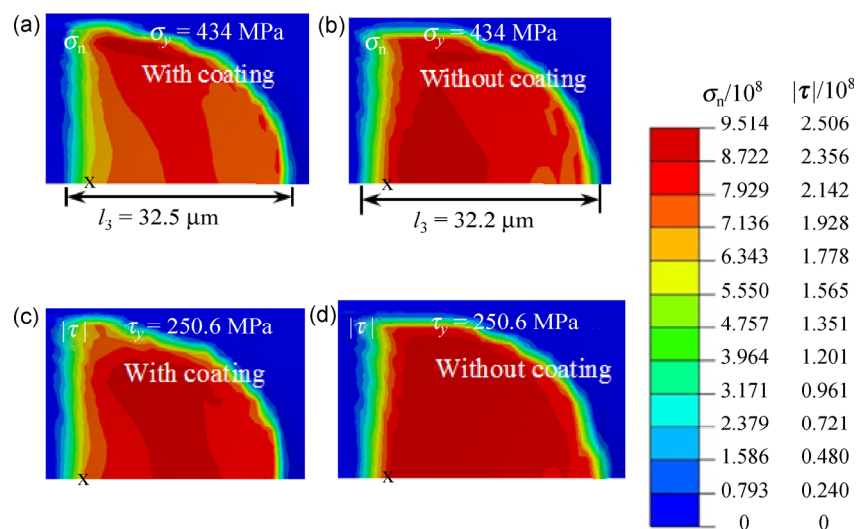 (a)
σn
σy = 434 MPa
With coating
x
l3 = 32.5 μm
(b)
σn
σy = 434 MPa
Without coating
x
l3 = 32.2 μm
(c)
|τ|
τy = 250.6 MPa
With coating
x
(d)
|τ|
τy = 250.6 MPa
Without coating
x
σn/10^8 |τ|/10^8
9.514 2.506
8.722 2.356
7.929 2.142
7.136 1.928
6.343 1.778
5.550 1.565
4.757 1.351
3.964 1.201
3.171 0.961
2.379 0.721
1.586 0.480
0.793 0.240
0 0